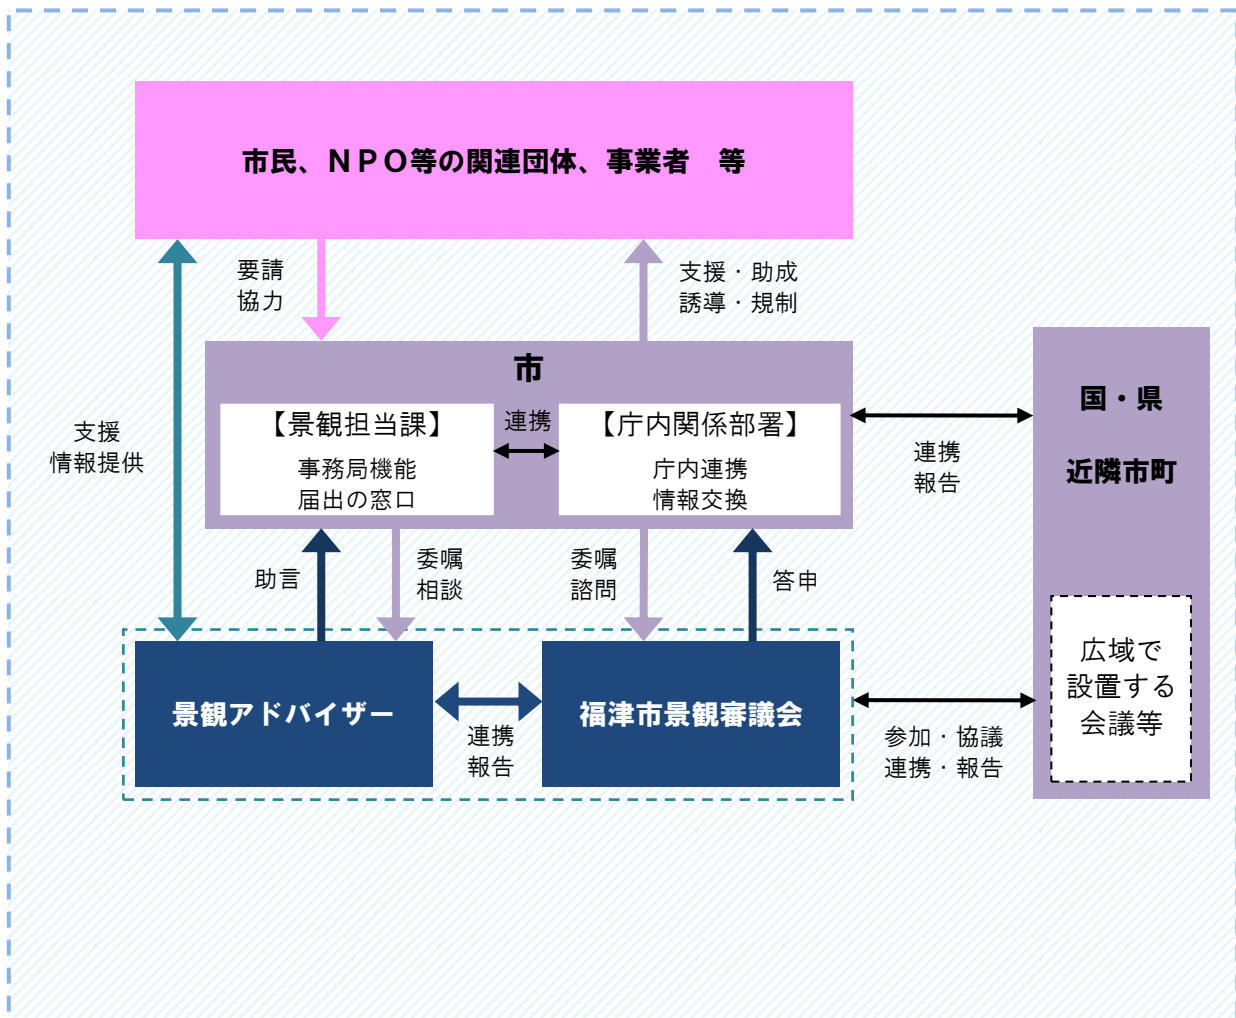 市民、ＮＰＯ等の関連団体、事業者　等
要請
協力
支援・助成
誘導・規制
市
【景観担当課】
事務局機能
届出の窓口
連携
【庁内関係部署】
庁内連携
情報交換
国・県
近隣市町
連携
報告
支援
情報提供
助言
委嘱
相談
委嘱
諮問
答申
景観アドバイザー
連携
報告
福津市景観審議会
参加・協議
連携・報告
広域で
設置する
会議等